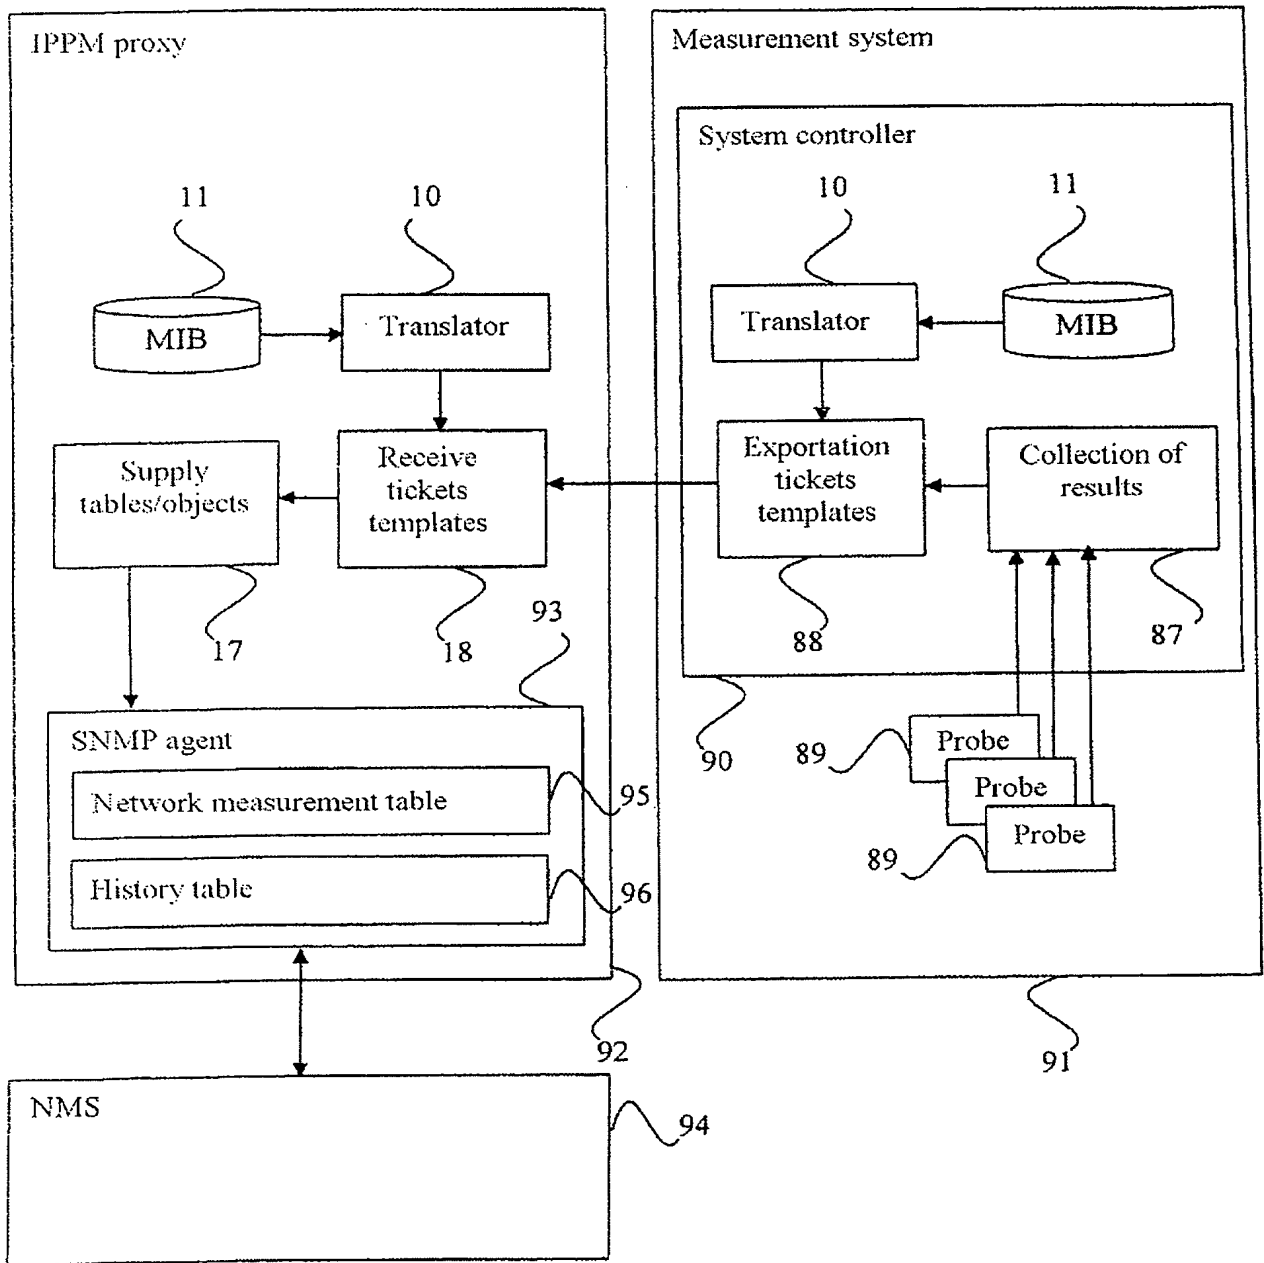 IPPM proxy
Measurement system
System controller
11
10
10
11
MIB
Translator
Translator
MIB
Supply
tables/objects
Receive
tickets
templates
Exportation
tickets
templates
Collection of
results
17
18
93
88
87
SNMP agent
Network measurement table
95
History table
96
90
89
Probe
Probe
Probe
89
92
91
NMS
94